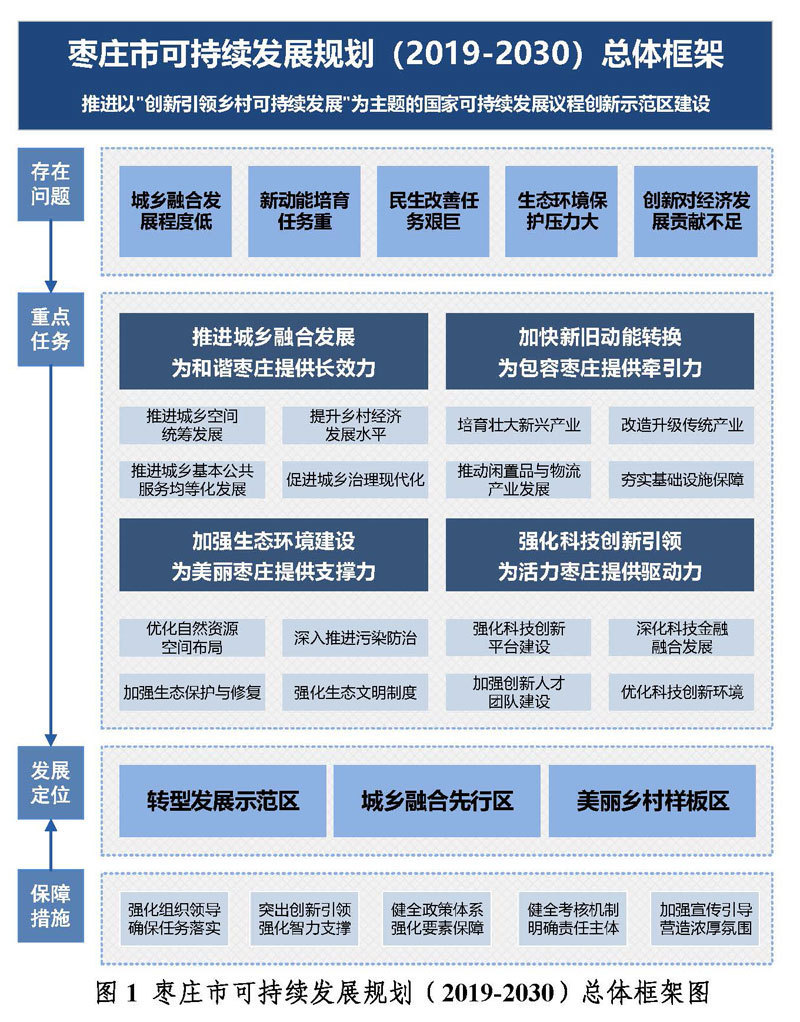 枣庄市可持续发展规划（2019-2030）总体框架
推进以"创新引领乡村可持续发展"为主题的国家可持续发展议程创新示范区建设
存在
问题
城乡融合发
展程度低
新动能培育
任务重
民生改善任
务艰巨
生态环境保
护压力大
创新对经济发
展贡献不足
重点
任务
推进城乡融合发展
为和谐枣庄提供长效力
加快新旧动能转换
为包容枣庄提供牵引力
推进城乡空间
统筹发展
提升乡村经济
发展水平
培育壮大新兴产业
改造升级传统产业
推进城乡基本公共
服务均等化发展
促进城乡治理现代化
推动闲置品与物流
产业发展
夯实基础设施保障
加强生态环境建设
为美丽枣庄提供支撑力
强化科技创新引领
为活力枣庄提供驱动力
优化自然资源
空间布局
深入推进污染防治
强化科技创新
平台建设
深化科技金融
融合发展
加强生态保护与修复
强化生态文明制度
加强创新人才
团队建设
优化科技创新环境
发展
定位
转型发展示范区
城乡融合先行区
美丽乡村样板区
保障
措施
强化组织领导
确保任务落实
突出创新引领
强化智力支撑
健全政策体系
强化要素保障
健全考核机制
明确责任主体
加强宣传引导
营造浓厚氛围
图 1 枣庄市可持续发展规划（2019-2030）总体框架图